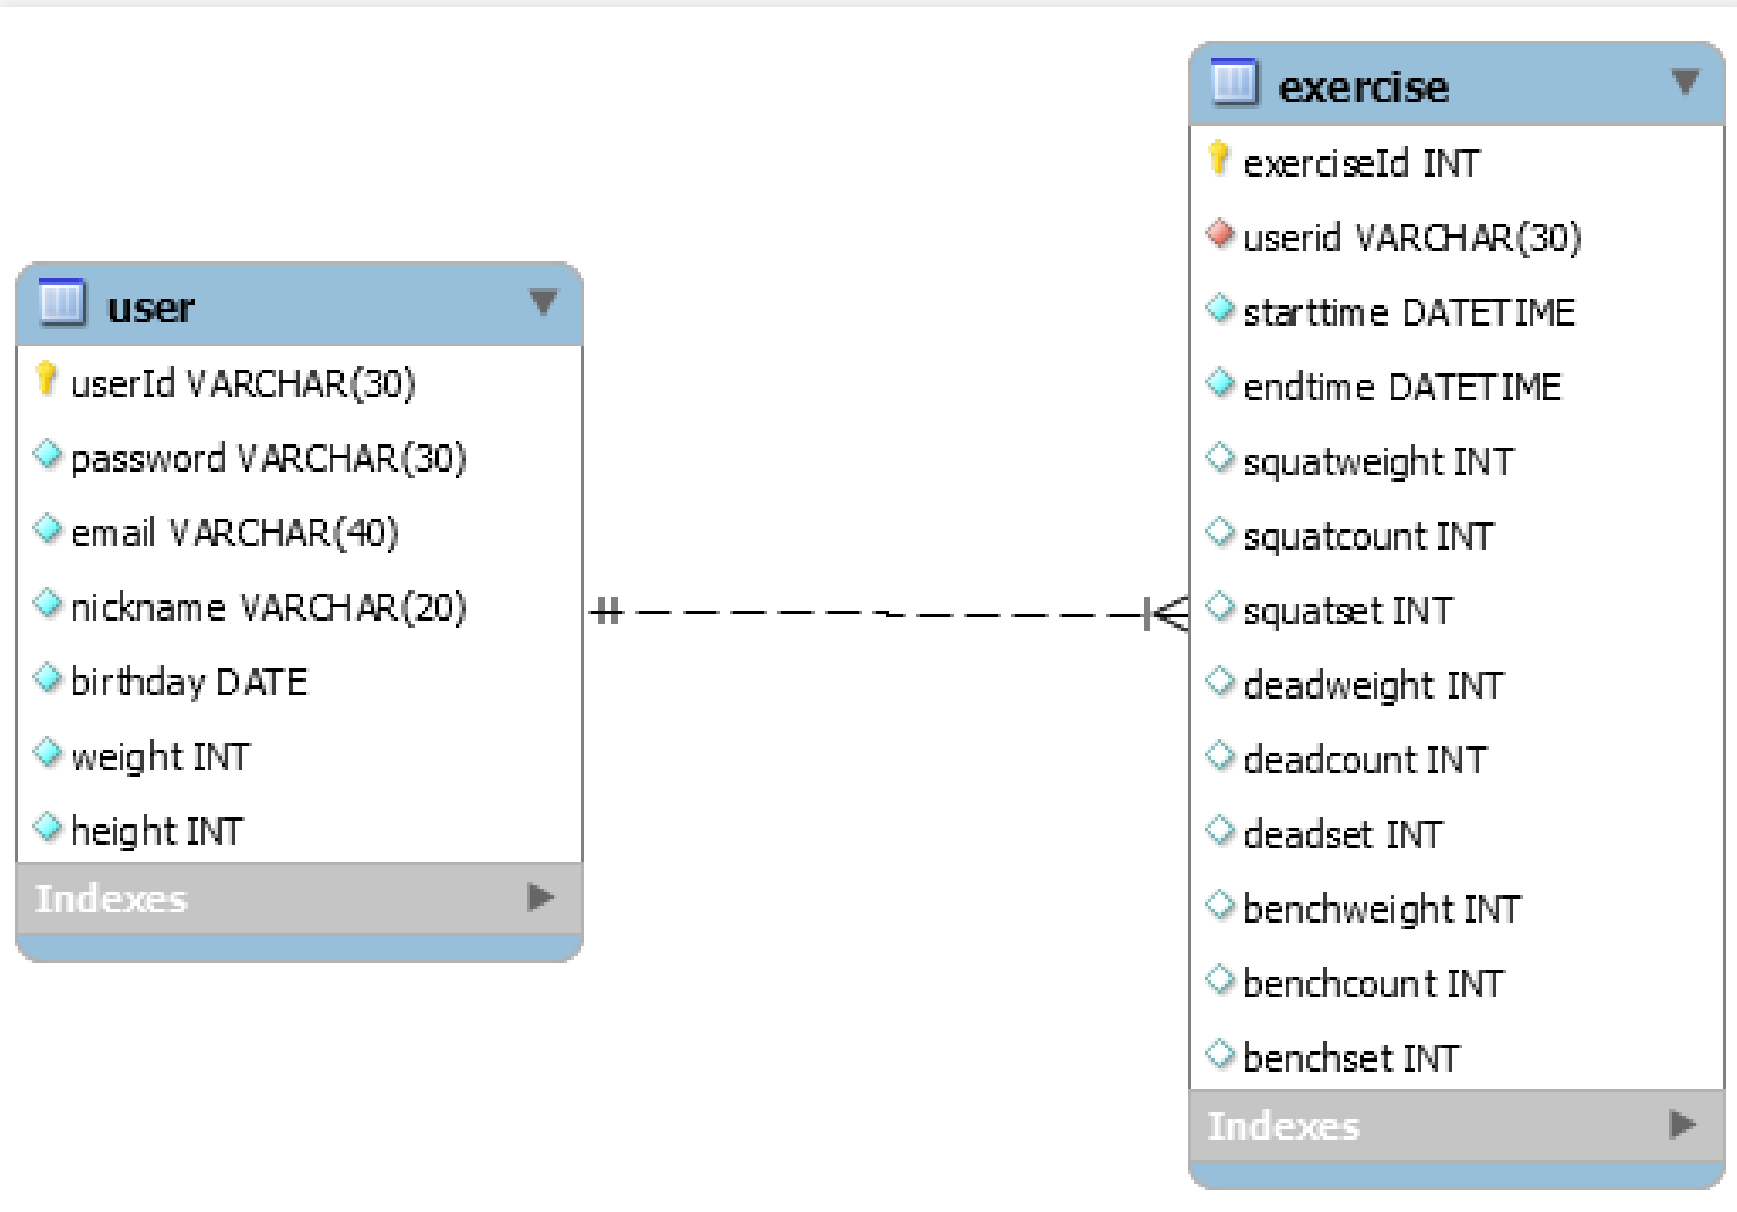 user
userId VARCHAR(30)
password VARCHAR(30)
email VARCHAR(40)
nickname VARCHAR(20)
birthday DATE
weight INT
height INT
Indexes
exercise
exerciseId INT
userid VARCHAR(30)
starttime DATETIME
endtime DATETIME
squatweight INT
squatcount INT
squatset INT
deadweight INT
deadcount INT
deadset INT
benchweight INT
benchcount INT
benchset INT
Indexes